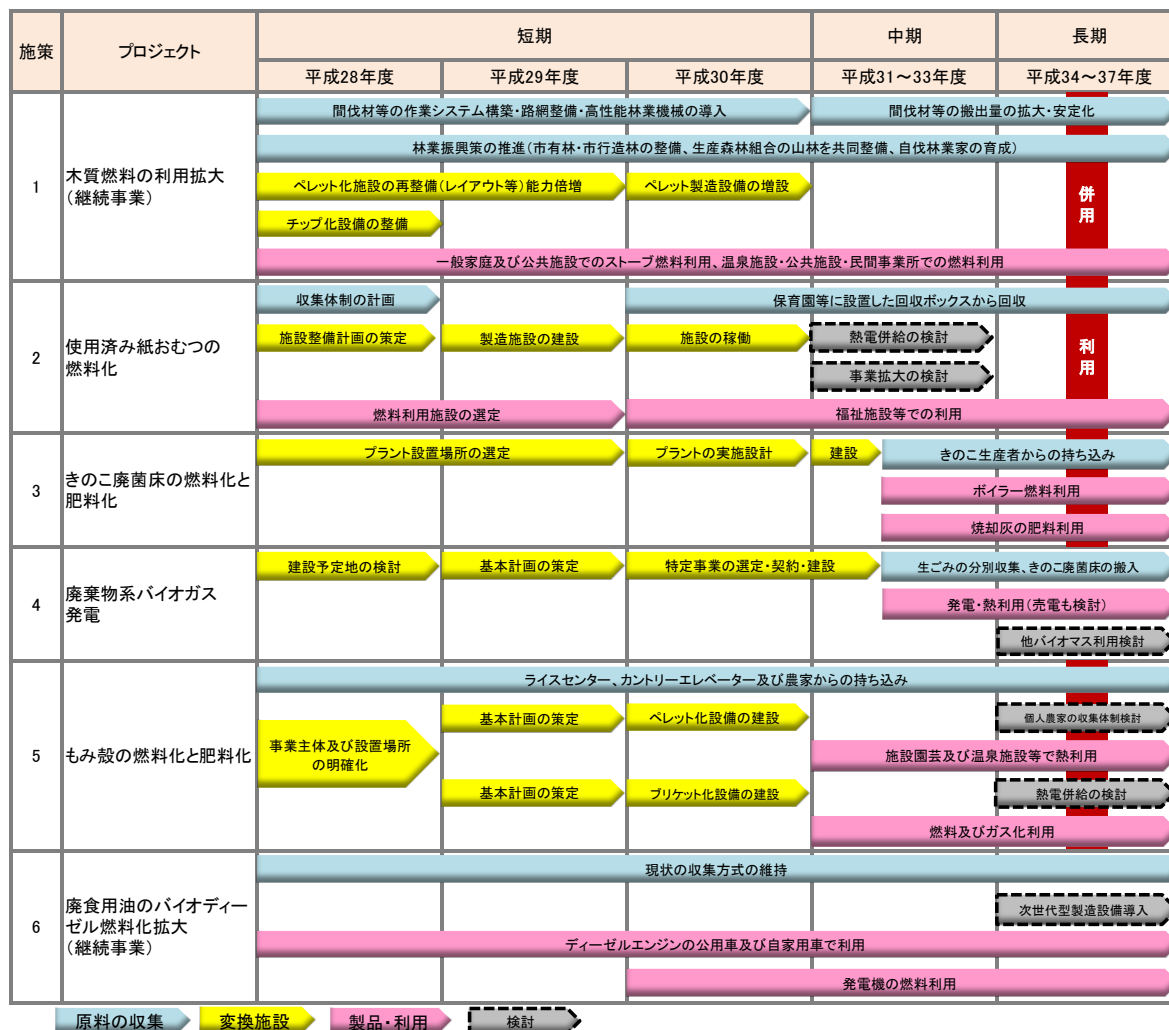 施策
プロジェクト
短期
中期
長期
平成28年度
平成29年度
平成30年度
平成31~33年度
平成34~37年度
1
木質燃料の利用拡大
(継続事業)
間伐材等の作業システム構築・路網整備・高性能林業機械の導入
間伐材等の搬出量の拡大・安定化
林業振興策の推進(市有林・市行造林の整備、生産森林組合の山林を共同整備、自伐林業家の育成)
ペレット化施設の再整備(レイアウト等)能力倍増
ペレット製造設備の増設
チップ化設備の整備
一般家庭及び公共施設でのストーブ燃料利用、温泉施設・公共施設・民間事業所での燃料利用
併
用
2
使用済み紙おむつの
燃料化
収集体制の計画
保育園等に設置した回収ボックスから回収
施設整備計画の策定
製造施設の建設
施設の稼働
熱電併給の検討
事業拡大の検討
燃料利用施設の選定
福祉施設等での利用
利
用
3
きのこ廃菌床の燃料化と
肥料化
プラント設置場所の選定
プラントの実施設計
建設
きのこ生産者からの持ち込み
ボイラー燃料利用
焼却灰の肥料利用
4
廃棄物系バイオガス
発電
建設予定地の検討
基本計画の策定
特定事業の選定・契約・建設
生ごみの分別収集、きのこ廃菌床の搬入
発電・熱利用(売電も検討)
他バイオマス利用検討
5
もみ殻の燃料化と肥料化
ライスセンター、カントリーエレベーター及び農家からの持ち込み
事業主体及び設置場所
の明確化
基本計画の策定
ペレット化設備の建設
個人農家の収集体制検討
施設園芸及び温泉施設等で熱利用
基本計画の策定
ブリケット化設備の建設
熱電併給の検討
燃料及びガス化利用
6
廃食用油のバイオディー
ゼル燃料化拡大
(継続事業)
現状の収集方式の維持
次世代型製造設備導入
ディーゼルエンジンの公用車及び自家用車で利用
発電機の燃料利用
原料の収集
変換施設
製品・利用
検討